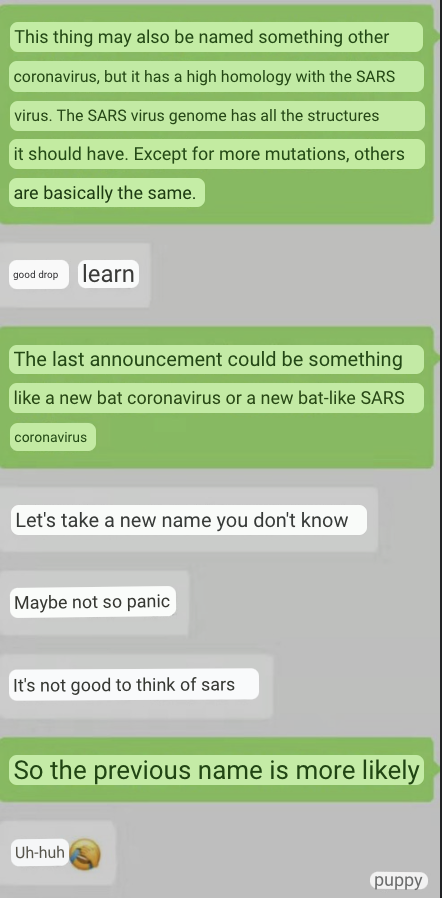 This thing may also be named something other
coronavirus, but it has a high homology with the SARS
virus. The SARS virus genome has all the structures
it should have. Except for more mutations, others
are basically the same.
good drop learn
The last announcement could be something
like a new bat coronavirus or a new bat-like SARS
coronavirus
Let's take a new name you don't know
Maybe not so panic
It's not good to think of sars
So the previous name is more likely
Uh-huh
puppy